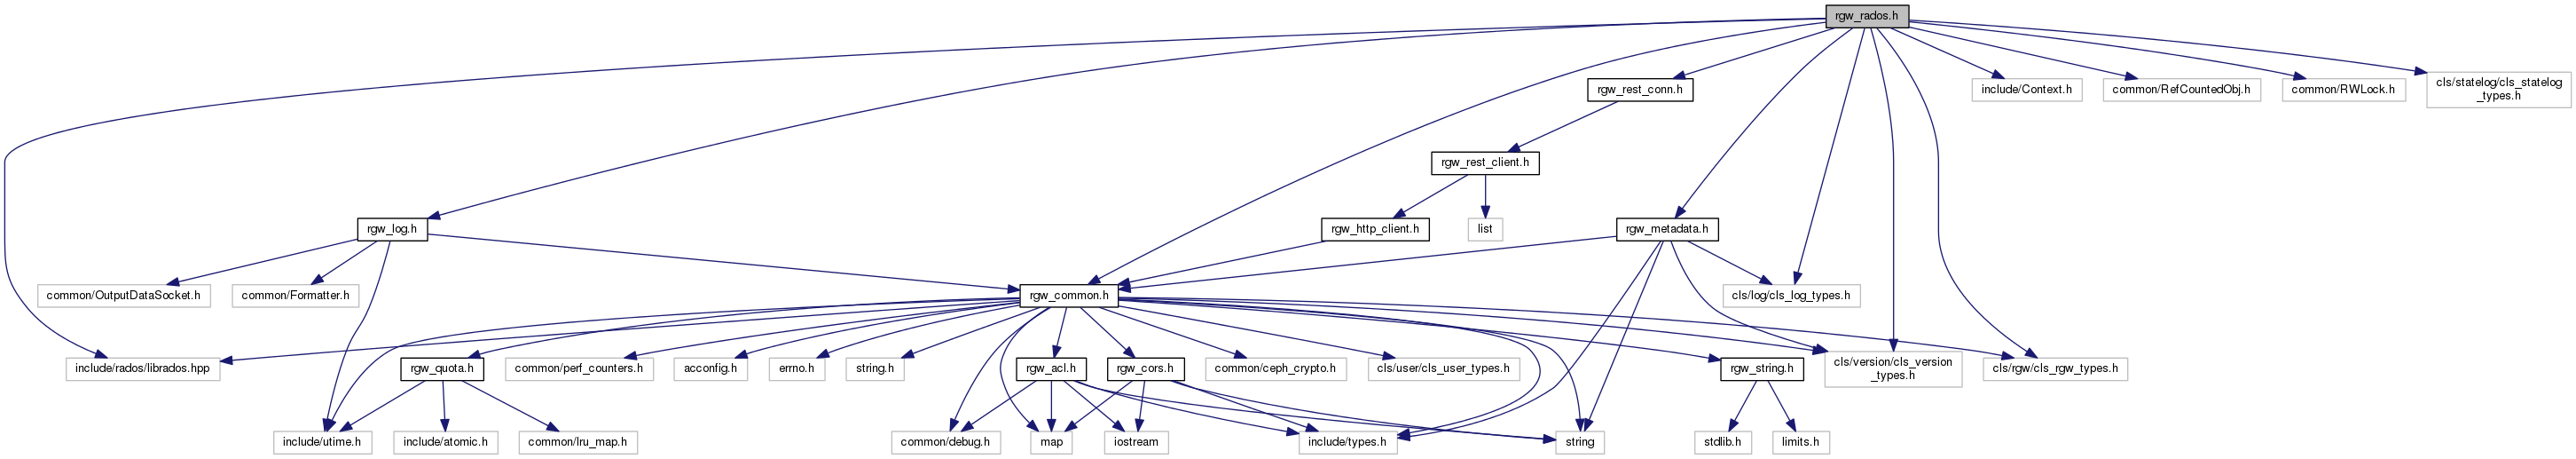 rgw_rados.h
rgw_rest_conn.h
include/Context.h
common/RefCountedObj.h
common/RWLock.h
cls/statelog/cls_statelog
_types.h
rgw_rest_client.h
rgw_log.h
rgw_http_client.h
list
rgw_metadata.h
common/OutputDataSocket.h
common/Formatter.h
rgw_common.h
cls/log/cls_log_types.h
include/rados/librados.hpp
rgw_quota.h
common/perf_counters.h
acconfig.h
errno.h
string.h
rgw_acl.h
rgw_cors.h
common/ceph_crypto.h
cls/user/cls_user_types.h
rgw_string.h
cls/version/cls_version
_types.h
cls/rgw/cls_rgw_types.h
include/utime.h
include/atomic.h
common/lru_map.h
common/debug.h
map
iostream
include/types.h
string
stdlib.h
limits.h